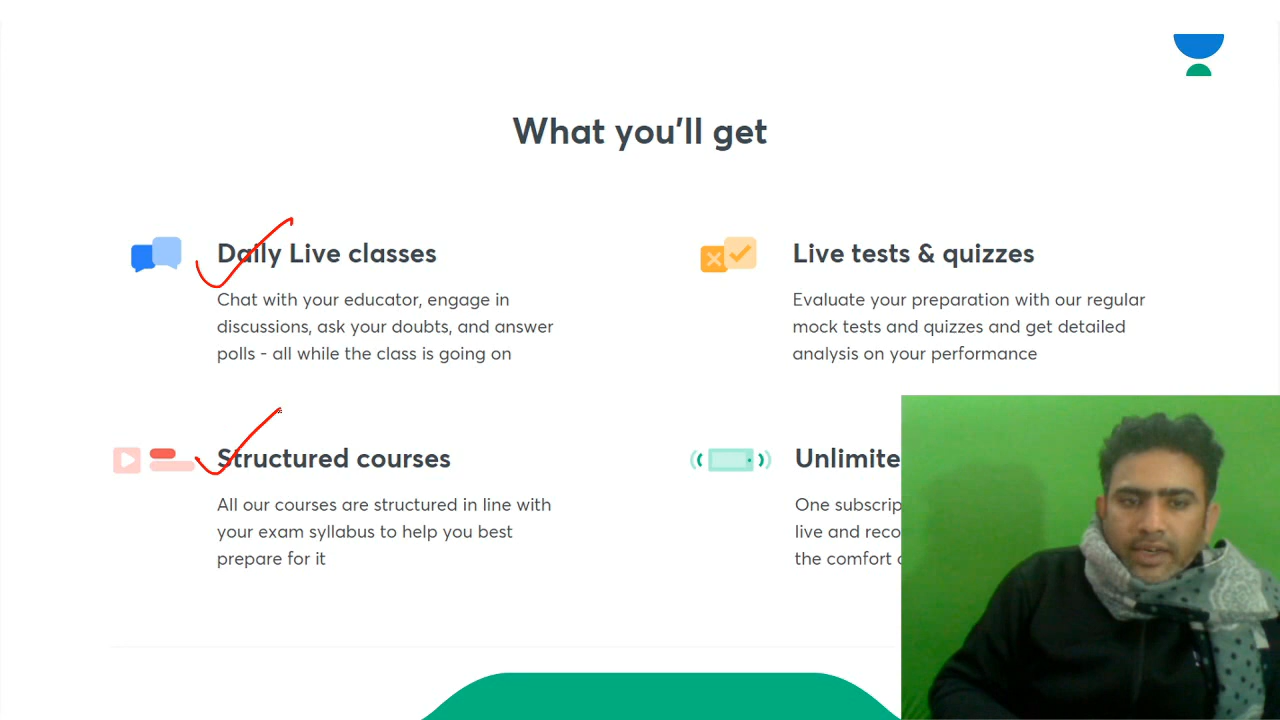 What you'll get
Daily Live classes
Chat with your educator, engage in
discussions, ask your doubts, and answer
polls - all while the class is going on
Live tests & quizzes
Evaluate your preparation with our regular
mock tests and quizzes and get detailed
analysis on your performance
Structured courses
All our courses are structured in line with
your exam syllabus to help you best
prepare for it
One
live and
the comfort